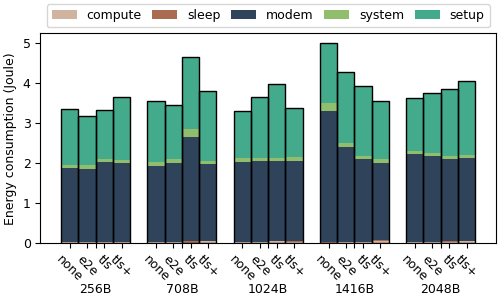 compute sleep modem system setup
Energy consumption (Joule)
5
4
3
2
1
0
none e2e tls tls+ none e2e tls tls+ none e2e tls tls+ none e2e tls tls+ none e2e tls tls+
256B 708B 1024B 1416B 2048B